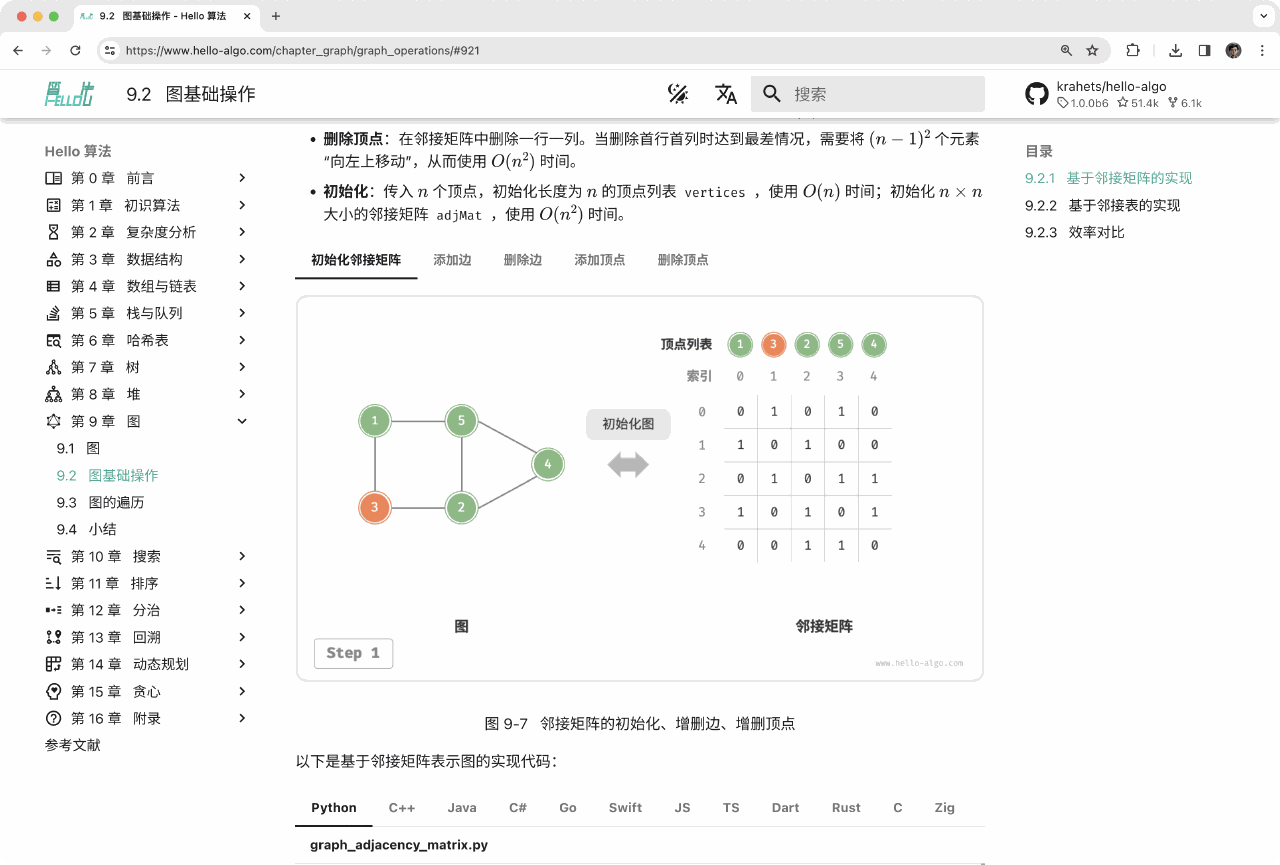 9.2 图基础操作 - Hello 算法
https://www.hello-algo.com/chapter_graph/graph_operations/#921
9.2 图基础操作
搜索
krahets/hello-algo
1.0.0b6 51.4k 6.1k
Hello 算法
第 0 章 前言
第 1 章 初识算法
第 2 章 复杂度分析
第 3 章 数据结构
第 4 章 数组与链表
第 5 章 栈与队列
第 6 章 哈希表
第 7 章 树
第 8 章 堆
第 9 章 图
9.1 图
9.2 图基础操作
9.3 图的遍历
9.4 小结
第 10 章 搜索
第 11 章 排序
第 12 章 分治
第 13 章 回溯
第 14 章 动态规划
第 15 章 贪心
第 16 章 附录
参考文献
• 删除顶点：在邻接矩阵中删除一行一列。当删除首行首列时达到最差情况，需要将 (n − 1)² 个元素
“向左上移动”，从而使用 O(n²) 时间。
• 初始化：传入 n 个顶点，初始化长度为 n 的顶点列表 vertices ，使用 O(n) 时间；初始化 n × n
大小的邻接矩阵 adjMat ，使用 O(n²) 时间。
初始化邻接矩阵 添加边 删除边 添加顶点 删除顶点
1 5
4
3 2
图
Step 1
初始化图
顶点列表 1 3 2 5 4
索引 0 1 2 3 4
0 0 1 0 1 0
1 1 0 1 0 0
2 0 1 0 1 1
3 1 0 1 0 1
4 0 0 1 1 0
邻接矩阵
www.hello-algo.com
图 9-7 邻接矩阵的初始化、增删边、增删顶点
以下是基于邻接矩阵表示图的实现代码：
Python C++ Java C# Go Swift JS TS Dart Rust C Zig
graph_adjacency_matrix.py
目录
9.2.1 基于邻接矩阵的实现
9.2.2 基于邻接表的实现
9.2.3 效率对比